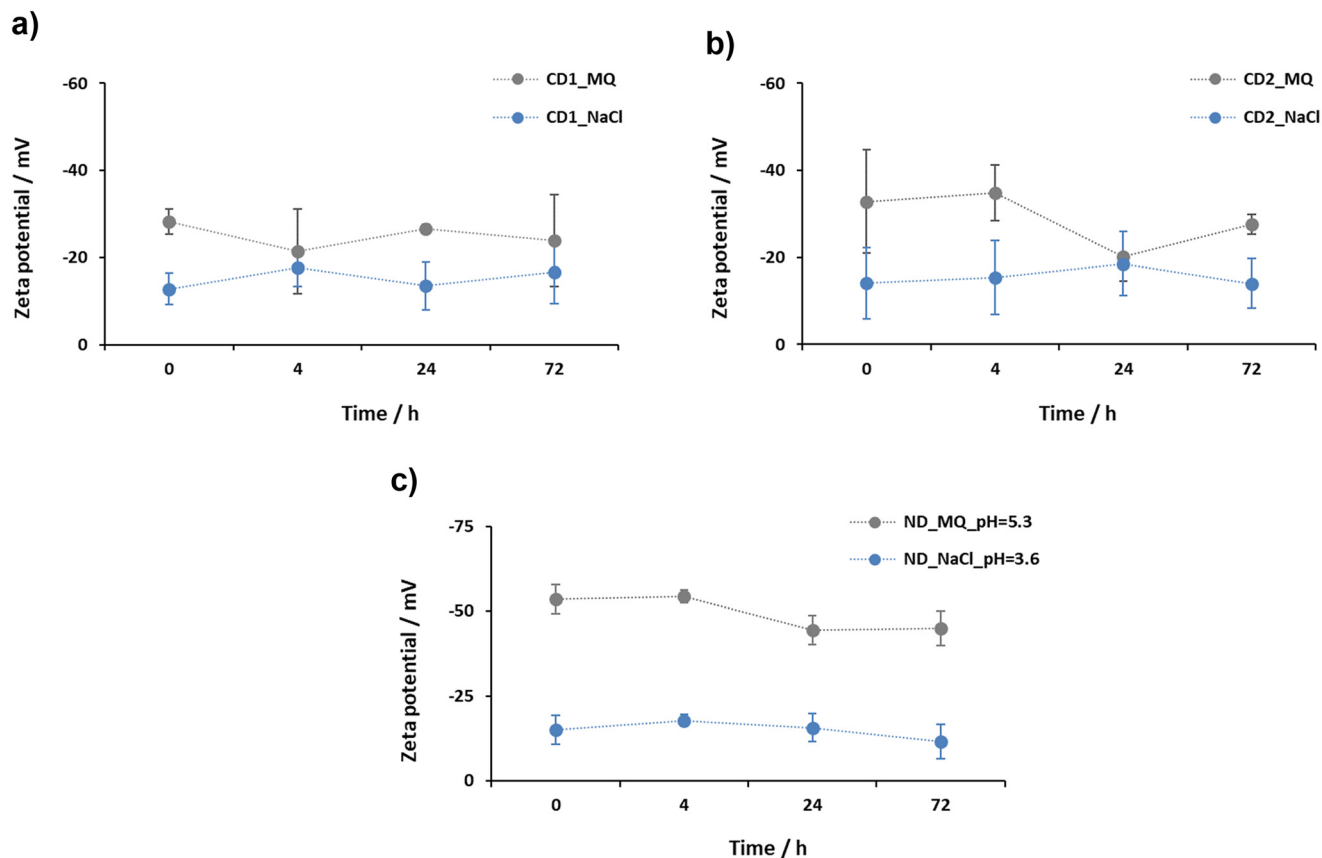 a)
CD1_MQ
CD1_NaCl
Zeta potential / mV
-60
-40
-20
0
0 4 24 72
Time / h
b)
CD2_MQ
CD2_NaCl
Zeta potential / mV
-60
-40
-20
0
0 4 24 72
Time / h
c)
ND_MQ_pH=5.3
ND_NaCl_pH=3.6
Zeta potential / mV
-75
-50
-25
0
0 4 24 72
Time / h